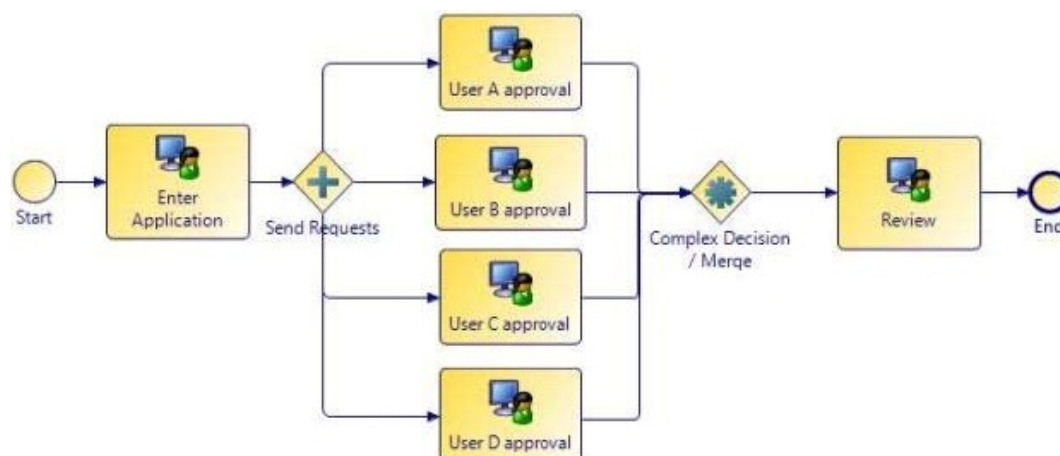 Start
Enter
Application
Send Requests
User A approval
User B approval
User C approval
User D approval
Complex Decision
/ Merge
Review
End